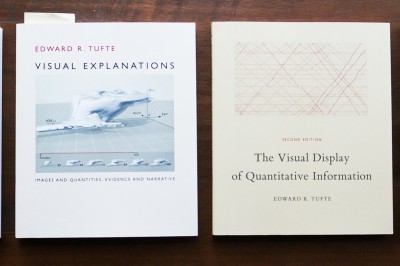 EDWARD R. TUFTE
VISUAL EXPLANATIONS
IMAGES AND QUANTITIES, EVIDENCE AND NARRATIVE
SECOND EDITION
The Visual Display
of Quantitative Information
EDWARD R. TUFTE